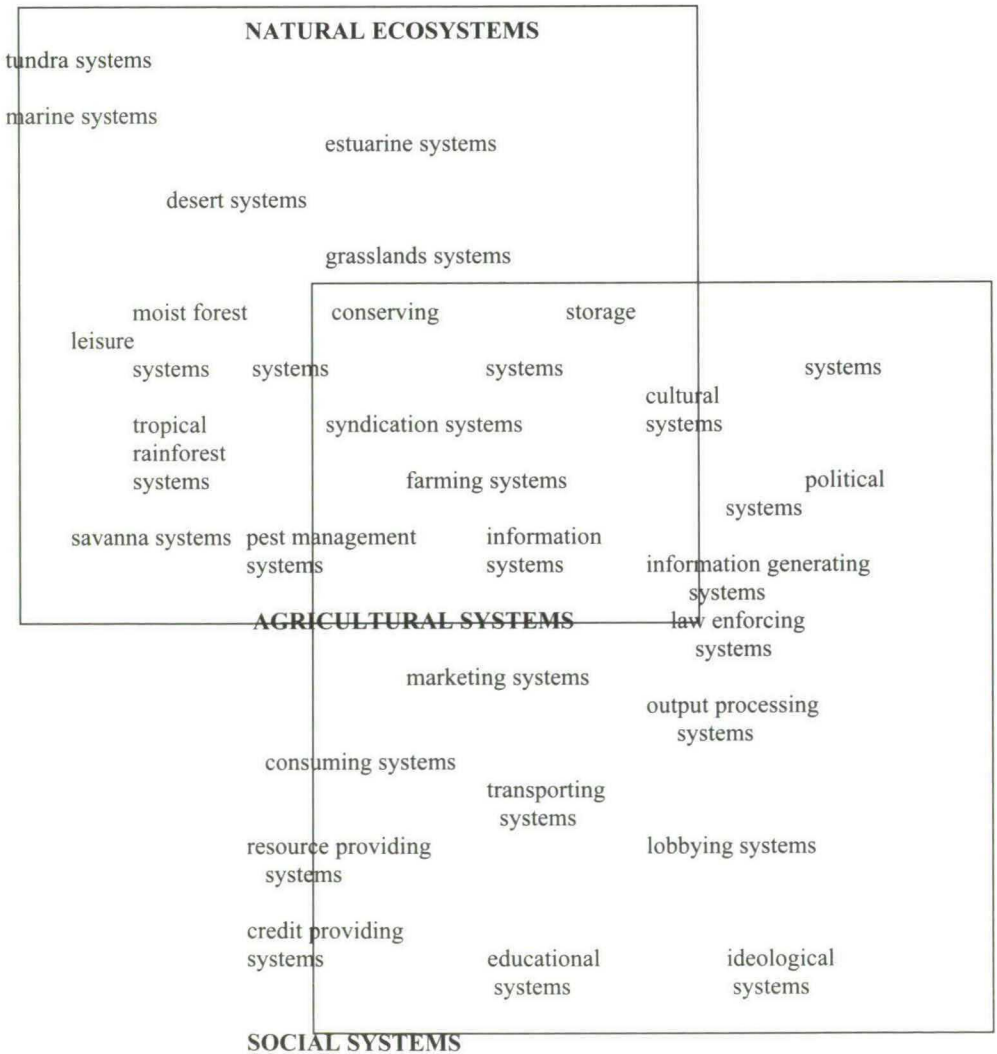 NATURAL ECOSYSTEMS
tundra systems
marine systems
estuarine systems
desert systems
grasslands systems
moist forest conserving storage
leisure
systems systems systems systems
cultural
tropical syndication systems systems
rainforest
systems farming systems political
systems
savanna systems pest management information
systems systems information generating
systems
AGRICULTURAL SYSTEMS law enforcing
systems
marketing systems
output processing
systems
consuming systems
transporting
systems
resource providing lobbying systems
systems
credit providing
systems educational ideological
systems systems
SOCIAL SYSTEMS